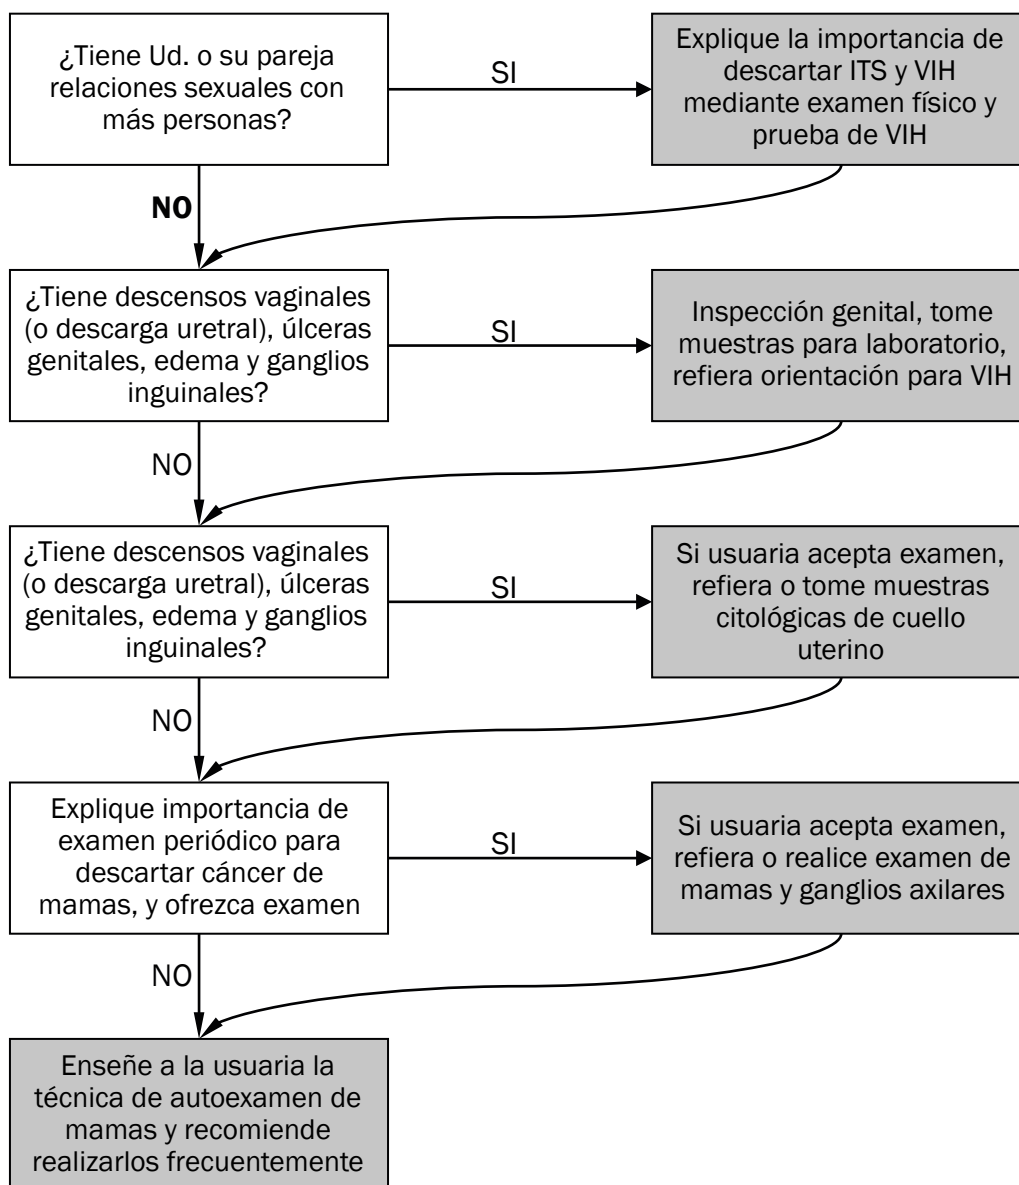 ¿Tiene Ud. o su pareja
relaciones sexuales con
más personas?
SI
Explique la importancia de
descartar ITS y VIH
mediante examen físico y
prueba de VIH
NO
¿Tiene descensos vaginales
(o descarga uretral), úlceras
genitales, edema y ganglios
inguinales?
SI
Inspección genital, tome
muestras para laboratorio,
refiera orientación para VIH
NO
¿Tiene descensos vaginales
(o descarga uretral), úlceras
genitales, edema y ganglios
inguinales?
SI
Si usuaria acepta examen,
refiera o tome muestras
citológicas de cuello
uterino
NO
Explique importancia de
examen periódico para
descartar cáncer de
mamas, y ofrezca examen
SI
Si usuaria acepta examen,
refiera o realice examen de
mamas y ganglios axilares
NO
Enseñe a la usuaria la
técnica de autoexamen de
mamas y recomiende
realizarlos frecuentemente